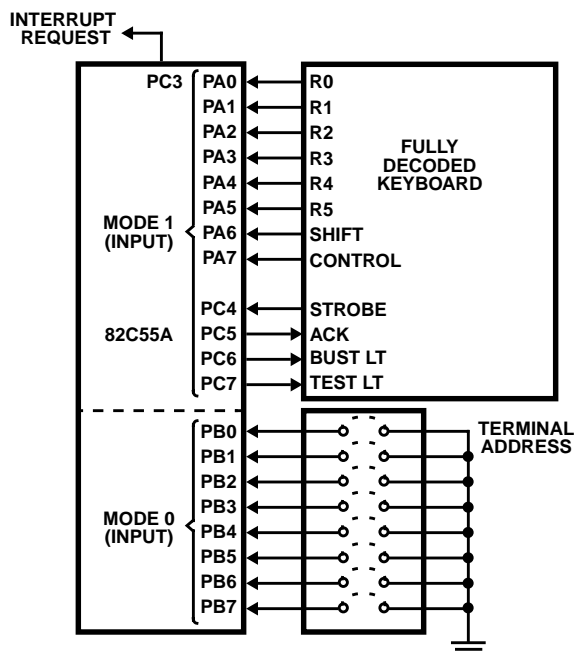 INTERRUPT
REQUEST
PC3 PA0 R0
PA1 R1
PA2 R2
PA3 R3
PA4 R4
PA5 R5
PA6 SHIFT
PA7 CONTROL
FULLY
DECODED
KEYBOARD
MODE 1
(INPUT)
PC4 STROBE
82C55A PC5 ACK
PC6 BUST LT
PC7 TEST LT
PB0
PB1
PB2
PB3
PB4
PB5
PB6
PB7
MODE 0
(INPUT)
TERMINAL
ADDRESS